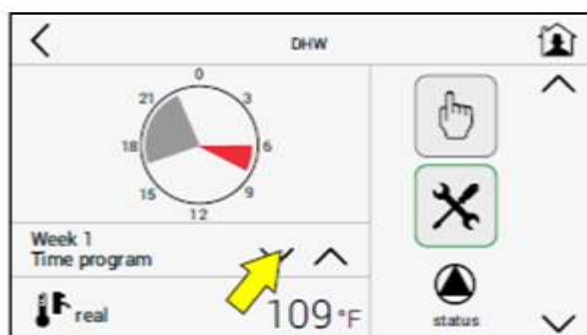 DHW
0
21
3
18
6
15
9
12
Week 1
Time program
real
109 °F
status